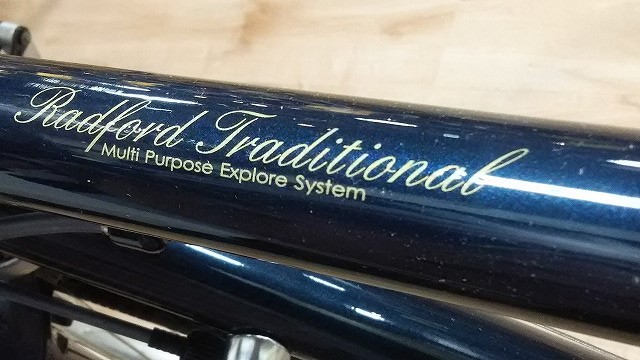 Radford Traditional
Multi Purpose Explore System